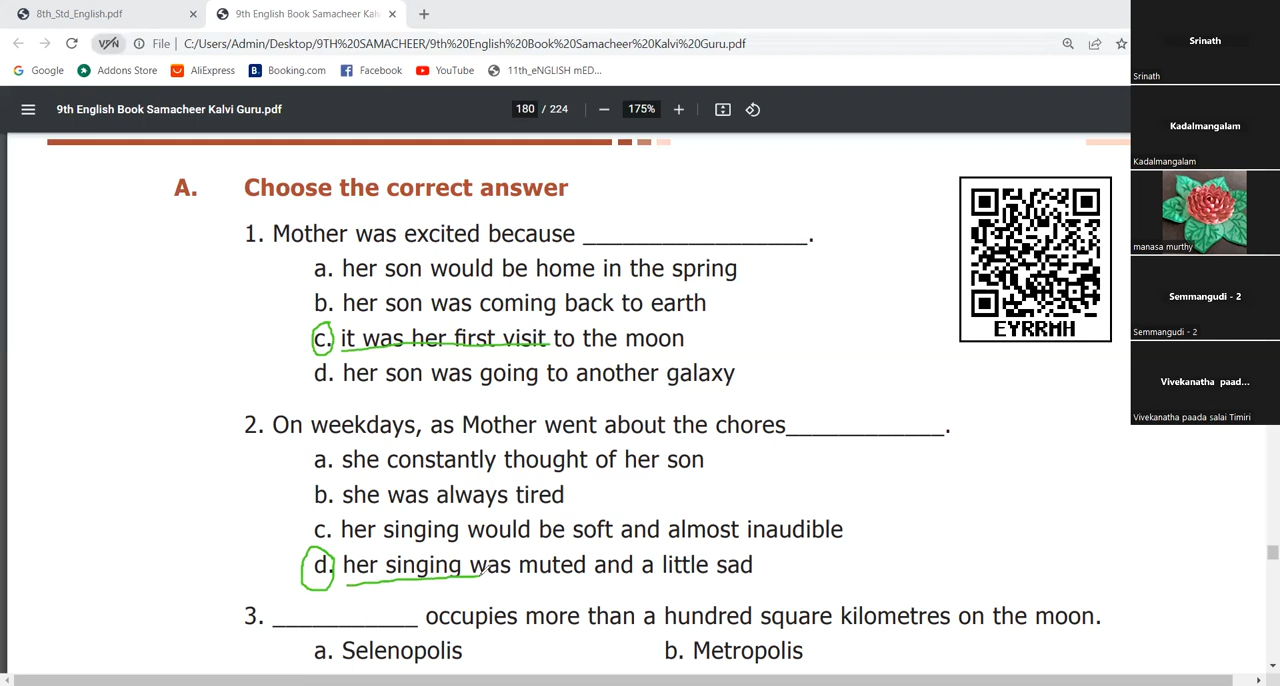 8th_Std_English.pdf × 9th English Book Samacheer Kal × +
VPN File | C:/Users/Admin/Desktop/9TH%20SAMACHEER/9th%20English%20Book%20Samacheer%20Kalvi%20Guru.pdf
Google Addons Store AliExpress B. Booking.com Facebook YouTube 11th_eNGLISH mED...
9th English Book Samacheer Kalvi Guru.pdf 180 / 224 − 175% +
A. Choose the correct answer
1. Mother was excited because _________________.
a. her son would be home in the spring
b. her son was coming back to earth
c. it was her first visit to the moon
d. her son was going to another galaxy
EYRRMH
2. On weekdays, as Mother went about the chores____________.
a. she constantly thought of her son
b. she was always tired
c. her singing would be soft and almost inaudible
d. her singing was muted and a little sad
3. ___________ occupies more than a hundred square kilometres on the moon.
a. Selenopolis b. Metropolis
Srinath
Srinath
Kadalmangalam
Kadalmangalam
manasa murthy
Semmangudi - 2
Semmangudi - 2
Vivekanatha paad...
Vivekanatha paada salai Timiri